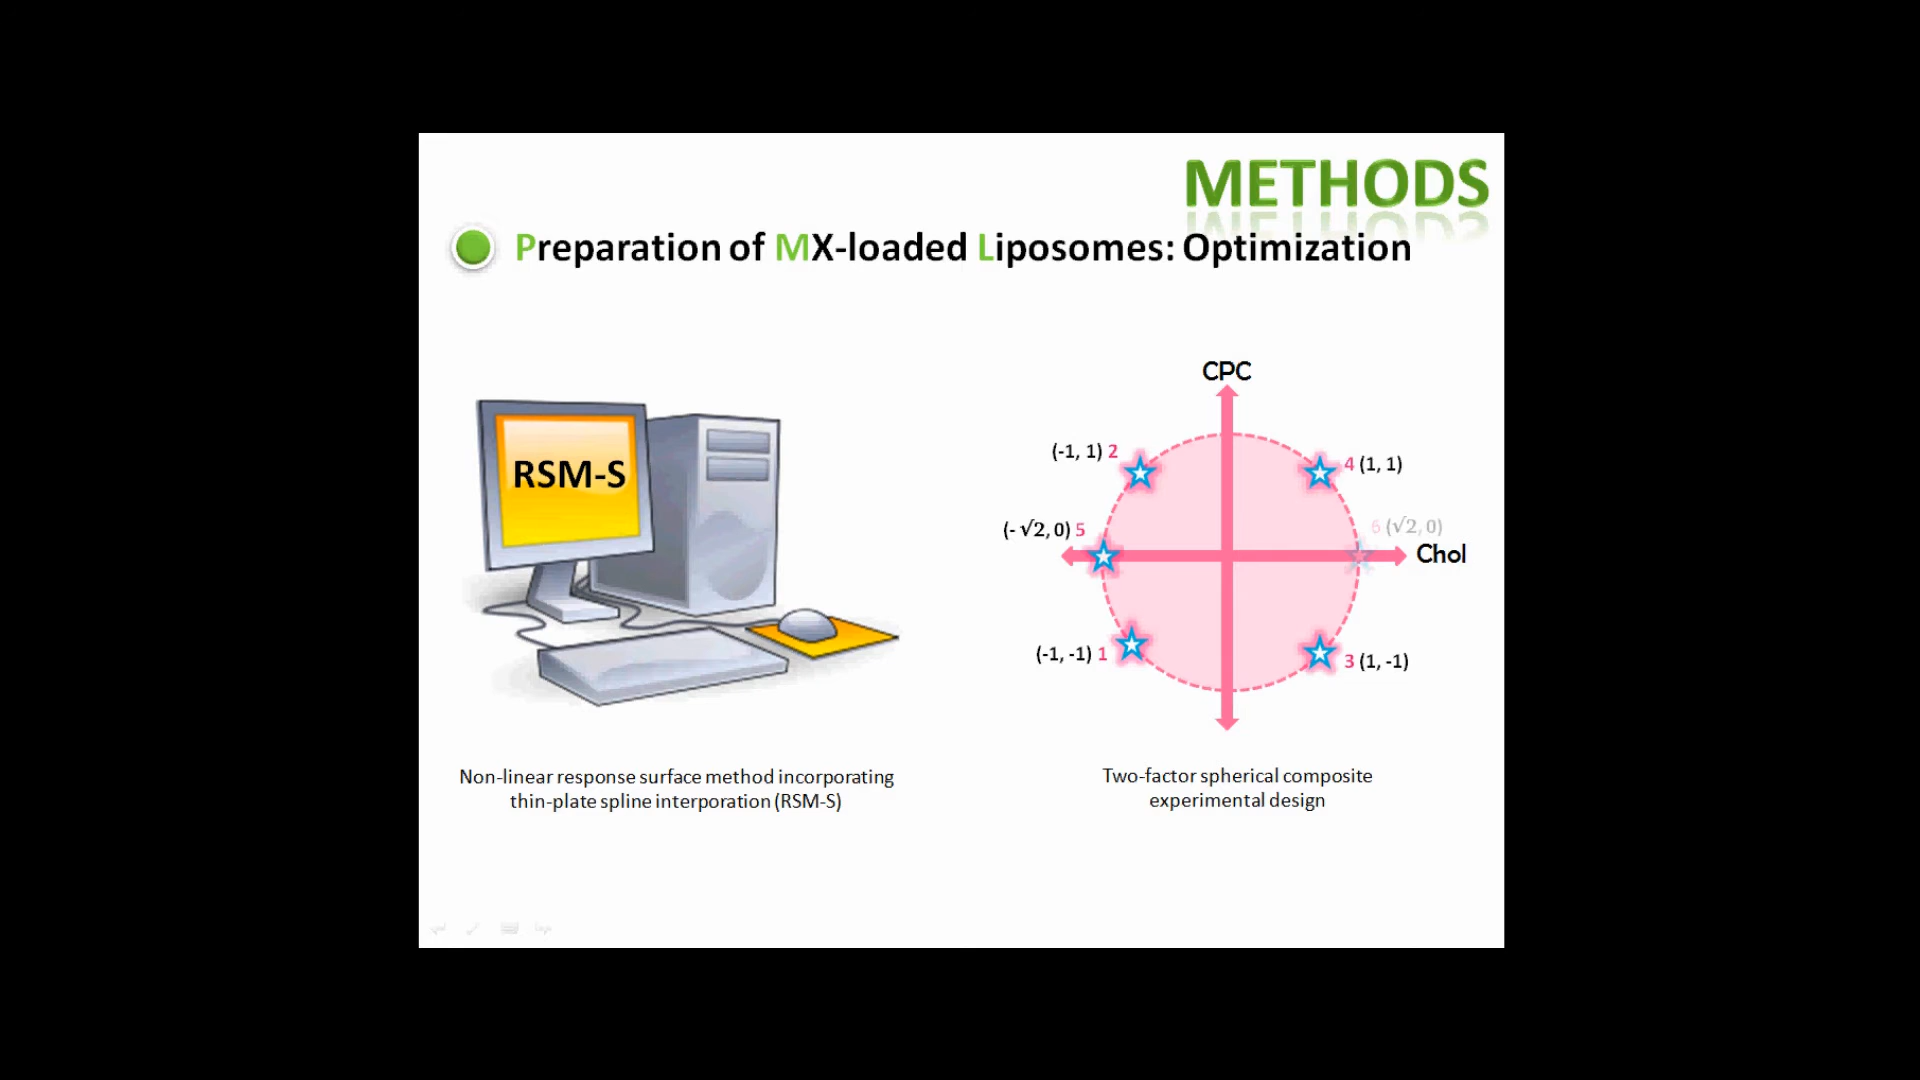 METHODS
Preparation of MX-loaded Liposomes: Optimization
RSM-S
CPC
(-1, 1) 2
4 (1, 1)
(- √2, 0) 5
6 (√2, 0)
Chol
(-1, -1) 1
3 (1, -1)
Non-linear response surface method incorporating
thin-plate spline interporation (RSM-S)
Two-factor spherical composite
experimental design